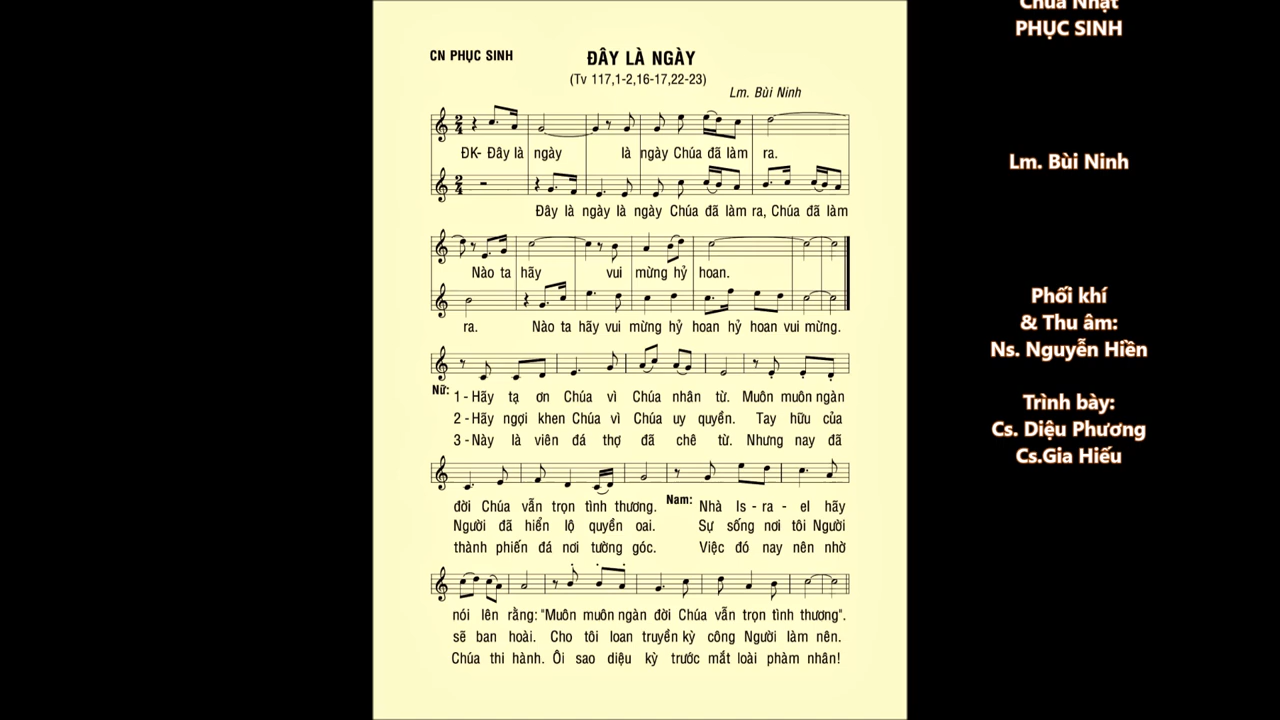 CN PHỤC SINH
ĐÂY LÀ NGÀY
(Tv 117,1-2,16-17,22-23)
Lm. Bùi Ninh
ĐK- Đây là ngày là ngày Chúa đã làm ra.
Đây là ngày là ngày Chúa đã làm ra, Chúa đã làm
Nào ta hãy vui mừng hỷ hoan.
ra. Nào ta hãy vui mừng hỷ hoan hỷ hoan vui mừng.
Nữ: 1 - Hãy tạ ơn Chúa vì Chúa nhân từ. Muôn muôn ngàn
2 - Hãy ngợi khen Chúa vì Chúa uy quyền. Tay hữu của
3 - Này là viên đá thợ đã chê từ. Nhưng nay đã
đời Chúa vẫn trọn tình thương. Nam: Nhà Is - ra - el hãy
Người đã hiển lộ quyền oai. Sự sống nơi tôi Người
thành phiến đá nơi tường góc. Việc đó nay nên nhờ
nói lên rằng: "Muôn muôn ngàn đời Chúa vẫn trọn tình thương".
sẽ ban hoài. Cho tôi loan truyền kỳ công Người làm nên.
Chúa thi hành. Ôi sao diệu kỳ trước mắt loài phàm nhân!
Chúa Nhật
PHỤC SINH
Lm. Bùi Ninh
Phối khí
& Thu âm:
Ns. Nguyễn Hiền
Trình bày:
Cs. Diệu Phương
Cs.Gia Hiếu